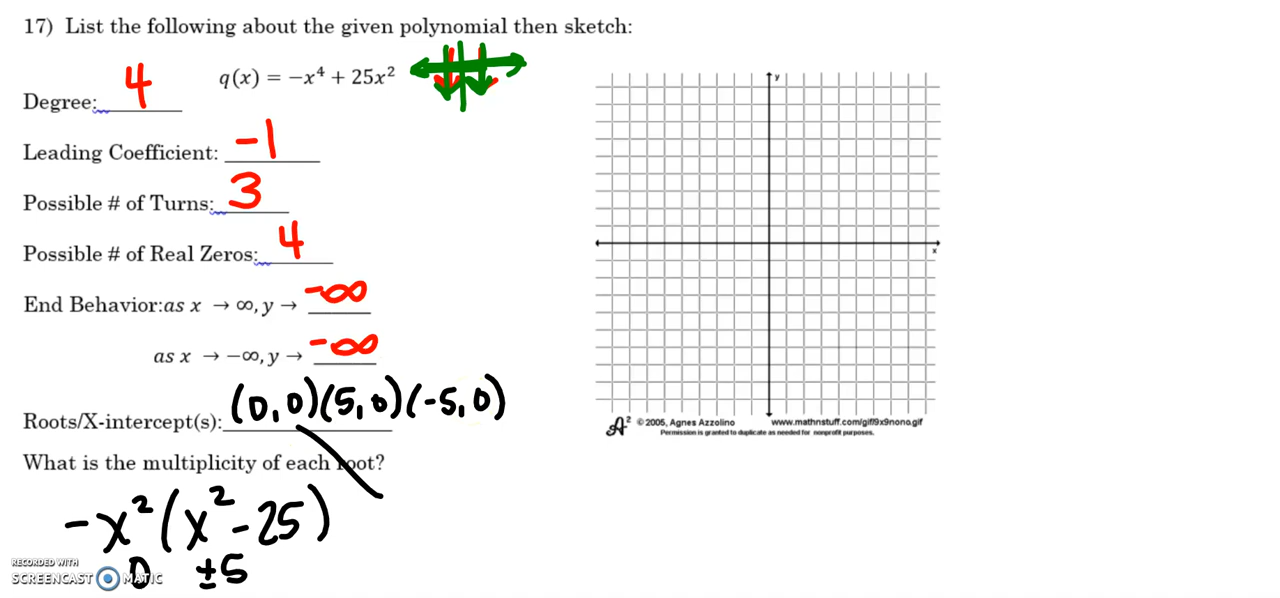 17) List the following about the given polynomial then sketch:
q(x) = −x⁴ + 25x²
Degree: 4
Leading Coefficient: -1
Possible # of Turns: 3
Possible # of Real Zeros: 4
End Behavior: as x → ∞, y → -∞
as x → −∞, y → -∞
Roots/X-intercept(s): (0,0)(5,0)(-5,0)
What is the multiplicity of each root?
-x²(x²-25)
0 ±5
y
x
A² © 2005, Agnes Azzolino www.mathnstuff.com/gif/9x9nono.gif
Permission is granted to duplicate as needed for nonprofit purposes.
RECORDED WITH
SCREENCAST MATIC